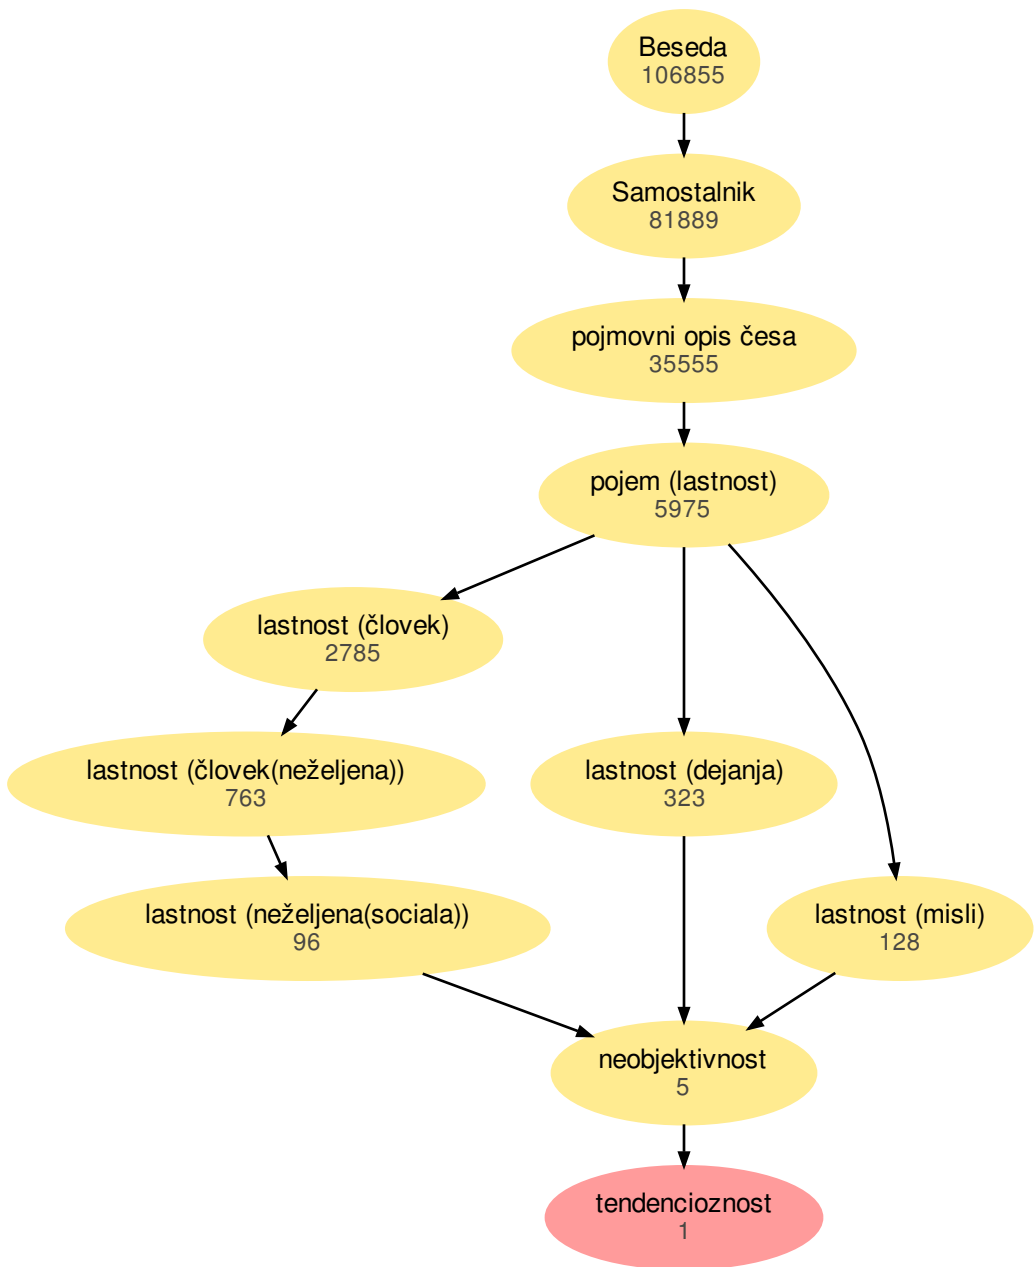 Beseda
106855
Samostalnik
81889
pojmovni opis česa
35555
pojem (lastnost)
5975
lastnost (človek)
2785
lastnost (človek(neželjena))
763
lastnost (dejanja)
323
lastnost (neželjena(sociala))
96
lastnost (misli)
128
neobjektivnost
5
tendencioznost
1